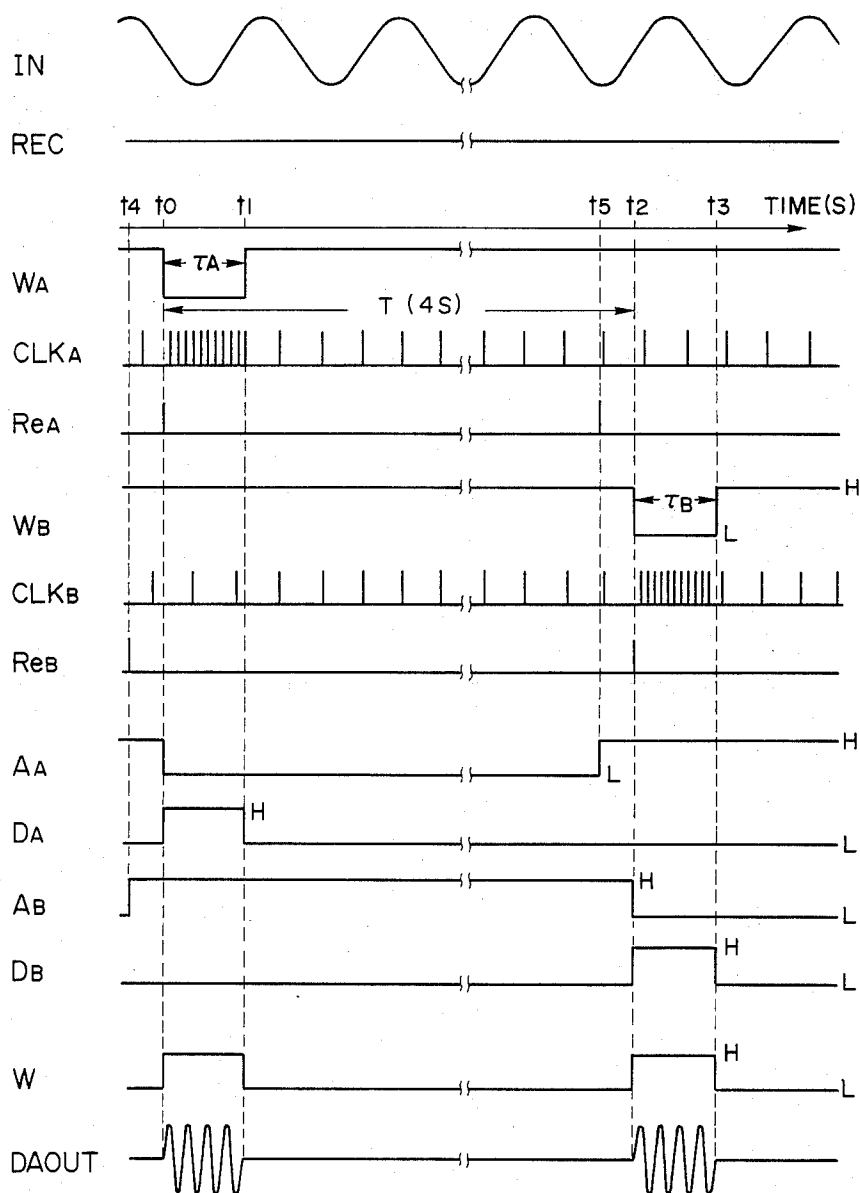 IN
REC
t4 t0 t1 t5 t2 t3 TIME(S)
WA τA
T (4S)
CLKA
ReA
WB τB H
L
CLKB
ReB
AA H
L
DA H
L
AB H
L
DB H
L
W H
L
DAOUT